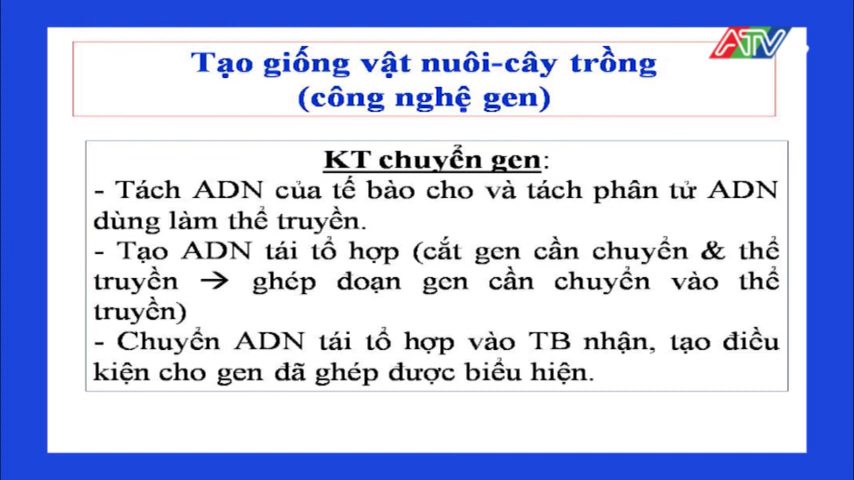 ATV
Tạo giống vật nuôi-cây trồng
(công nghệ gen)
KT chuyển gen:
- Tách ADN của tế bào cho và tách phân tử ADN
dùng làm thể truyền.
- Tạo ADN tái tổ hợp (cắt gen cần chuyển & thể
truyền → ghép đoạn gen cần chuyển vào thể
truyền)
- Chuyển ADN tái tổ hợp vào TB nhận, tạo điều
kiện cho gen đã ghép được biểu hiện.